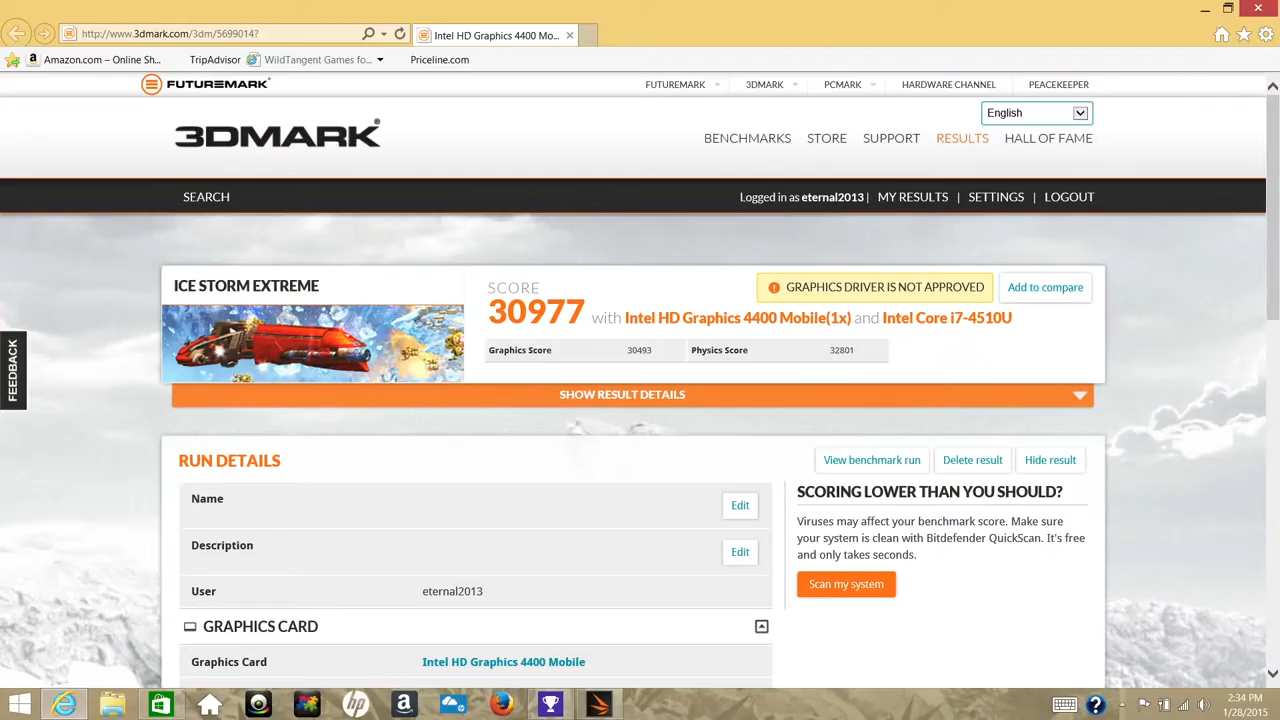 http://www.3dmark.com/3dm/5699014?
Intel HD Graphics 4400 Mo...
Amazon.com – Online Sh...
TripAdvisor
WildTangent Games fo...
Priceline.com
FUTUREMARK
FUTUREMARK
3DMARK
PCMARK
HARDWARE CHANNEL
PEACEKEEPER
English
3DMARK
BENCHMARKS
STORE
SUPPORT
RESULTS
HALL OF FAME
SEARCH
Logged in as eternal2013 | MY RESULTS | SETTINGS | LOGOUT
ICE STORM EXTREME
SCORE
GRAPHICS DRIVER IS NOT APPROVED
Add to compare
30977 with Intel HD Graphics 4400 Mobile(1x) and Intel Core i7-4510U
Graphics Score 30493
Physics Score 32801
FEEDBACK
SHOW RESULT DETAILS
RUN DETAILS
View benchmark run
Delete result
Hide result
Name
Edit
Description
Edit
User eternal2013
GRAPHICS CARD
Graphics Card Intel HD Graphics 4400 Mobile
SCORING LOWER THAN YOU SHOULD?
Viruses may affect your benchmark score. Make sure
your system is clean with Bitdefender QuickScan. It's free
and only takes seconds.
Scan my system
hp
a
2:34 PM
1/28/2015